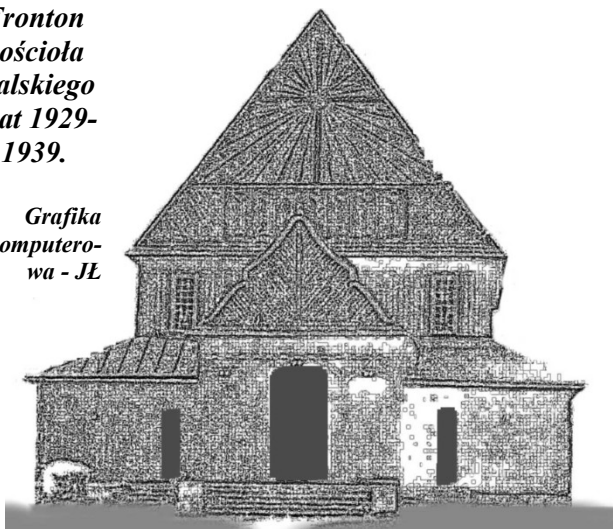 Fronton
ościoła
alskiego
at 1929-
1939.
Grafika
omputero-
wa - JŁ